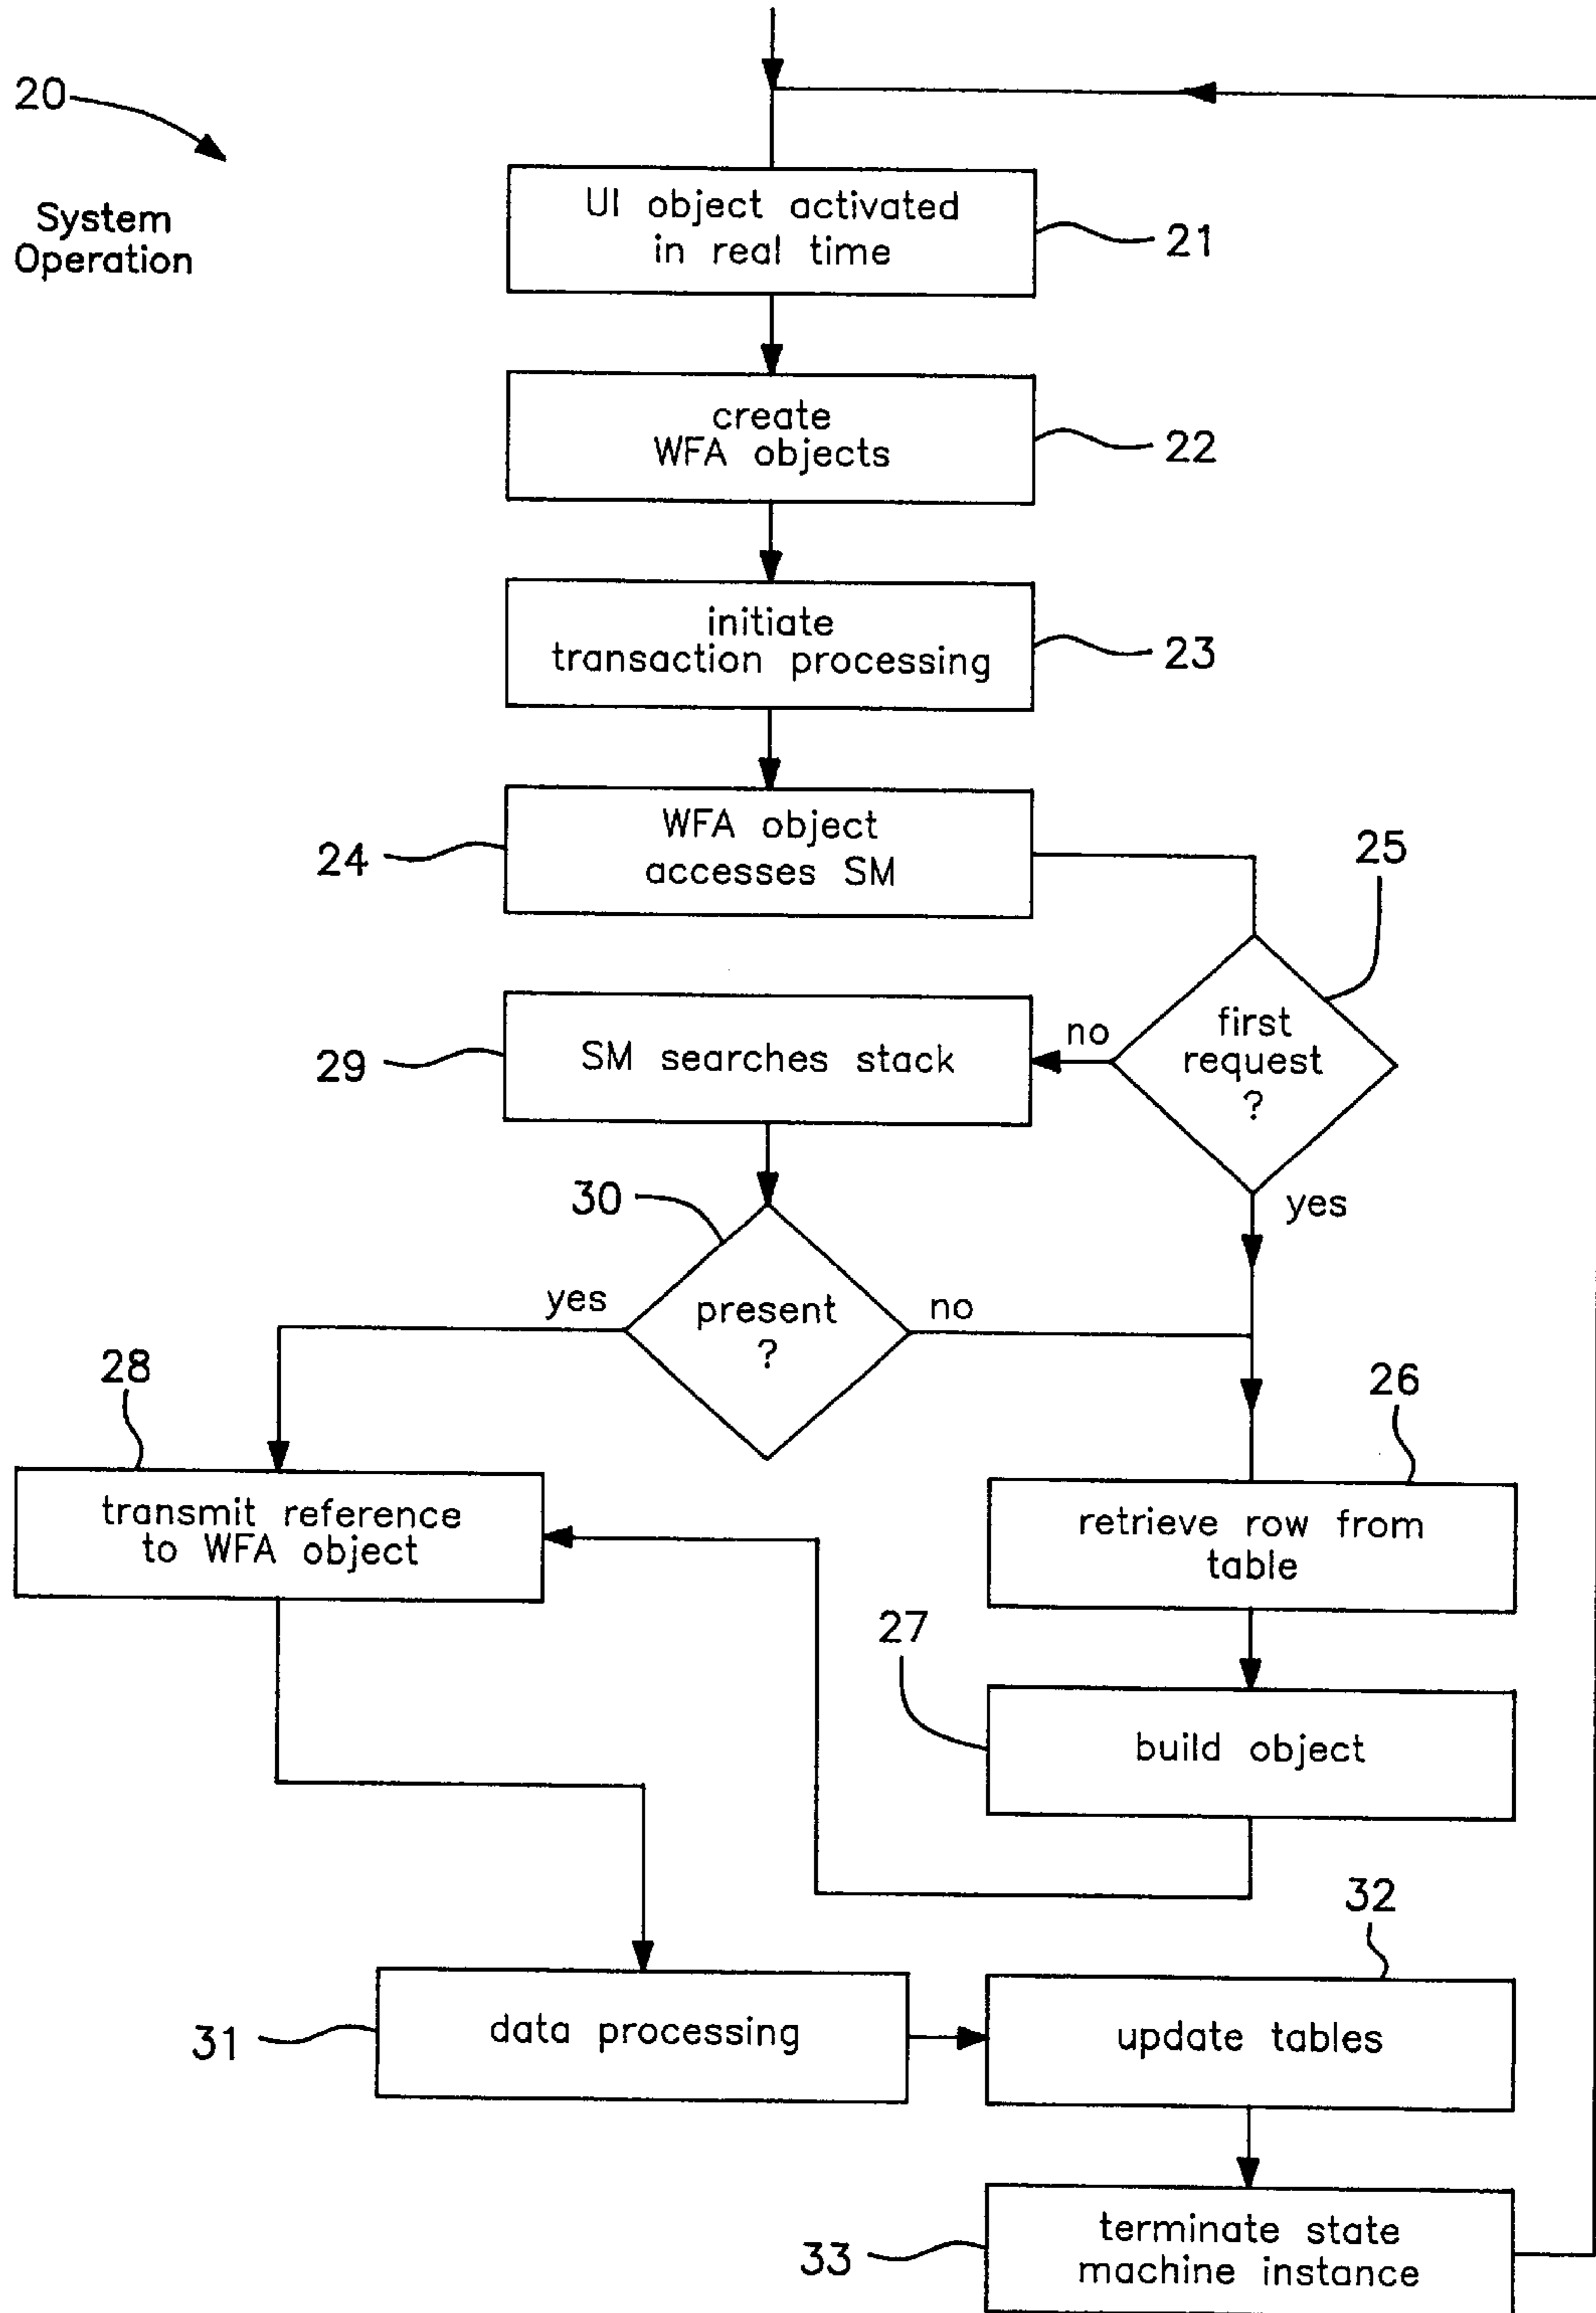 20
System
Operation
UI object activated
in real time
21
create
WFA objects
22
initiate
transaction processing
23
WFA object
accesses SM
24
25
first
request
?
no
yes
SM searches stack
29
30
present
?
yes
no
28
transmit reference
to WFA object
26
retrieve row from
table
27
build object
31
data processing
32
update tables
33
terminate state
machine instance